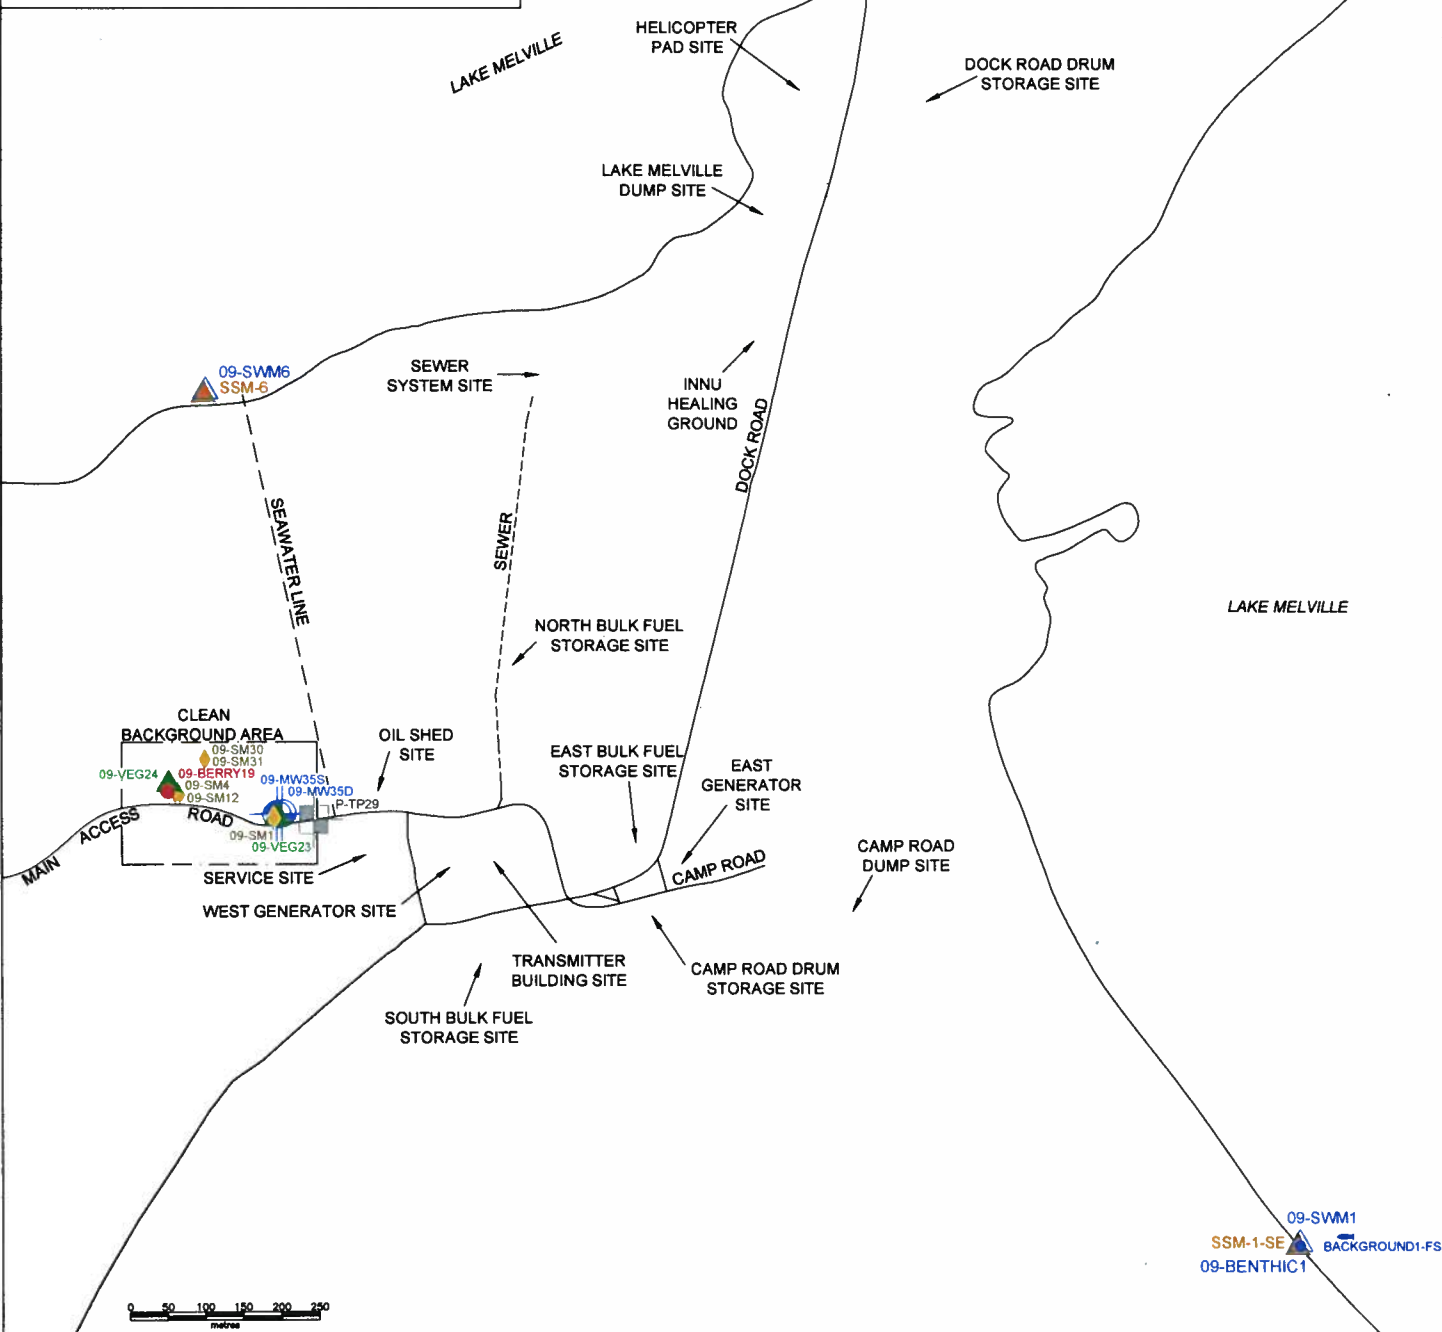 HELICOPTER
PAD SITE
LAKE MELVILLE
DOCK ROAD DRUM
STORAGE SITE
LAKE MELVILLE
DUMP SITE
09-SWM6
SSM-6
SEWER
SYSTEM SITE
INNU
HEALING
GROUND
DOCK ROAD
SEAWATER LINE
SEWER
LAKE MELVILLE
NORTH BULK FUEL
STORAGE SITE
CLEAN
BACKGROUND AREA
OIL SHED
SITE
EAST BULK FUEL
STORAGE SITE
EAST
GENERATOR
SITE
09-SM30
09-SM31
09-VEG24
09-BERRY19
09-SM4
09-SM12
09-MW35S
09-MW35D
P-TP29
MAIN ACCESS ROAD
09-SM1
09-VEG23
CAMP ROAD
CAMP ROAD
DUMP SITE
SERVICE SITE
WEST GENERATOR SITE
TRANSMITTER
BUILDING SITE
CAMP ROAD DRUM
STORAGE SITE
SOUTH BULK FUEL
STORAGE SITE
09-SWM1
SSM-1-SE
BACKGROUND1-FS
09-BENTHIC1
0 50 100 150 200 250
metres